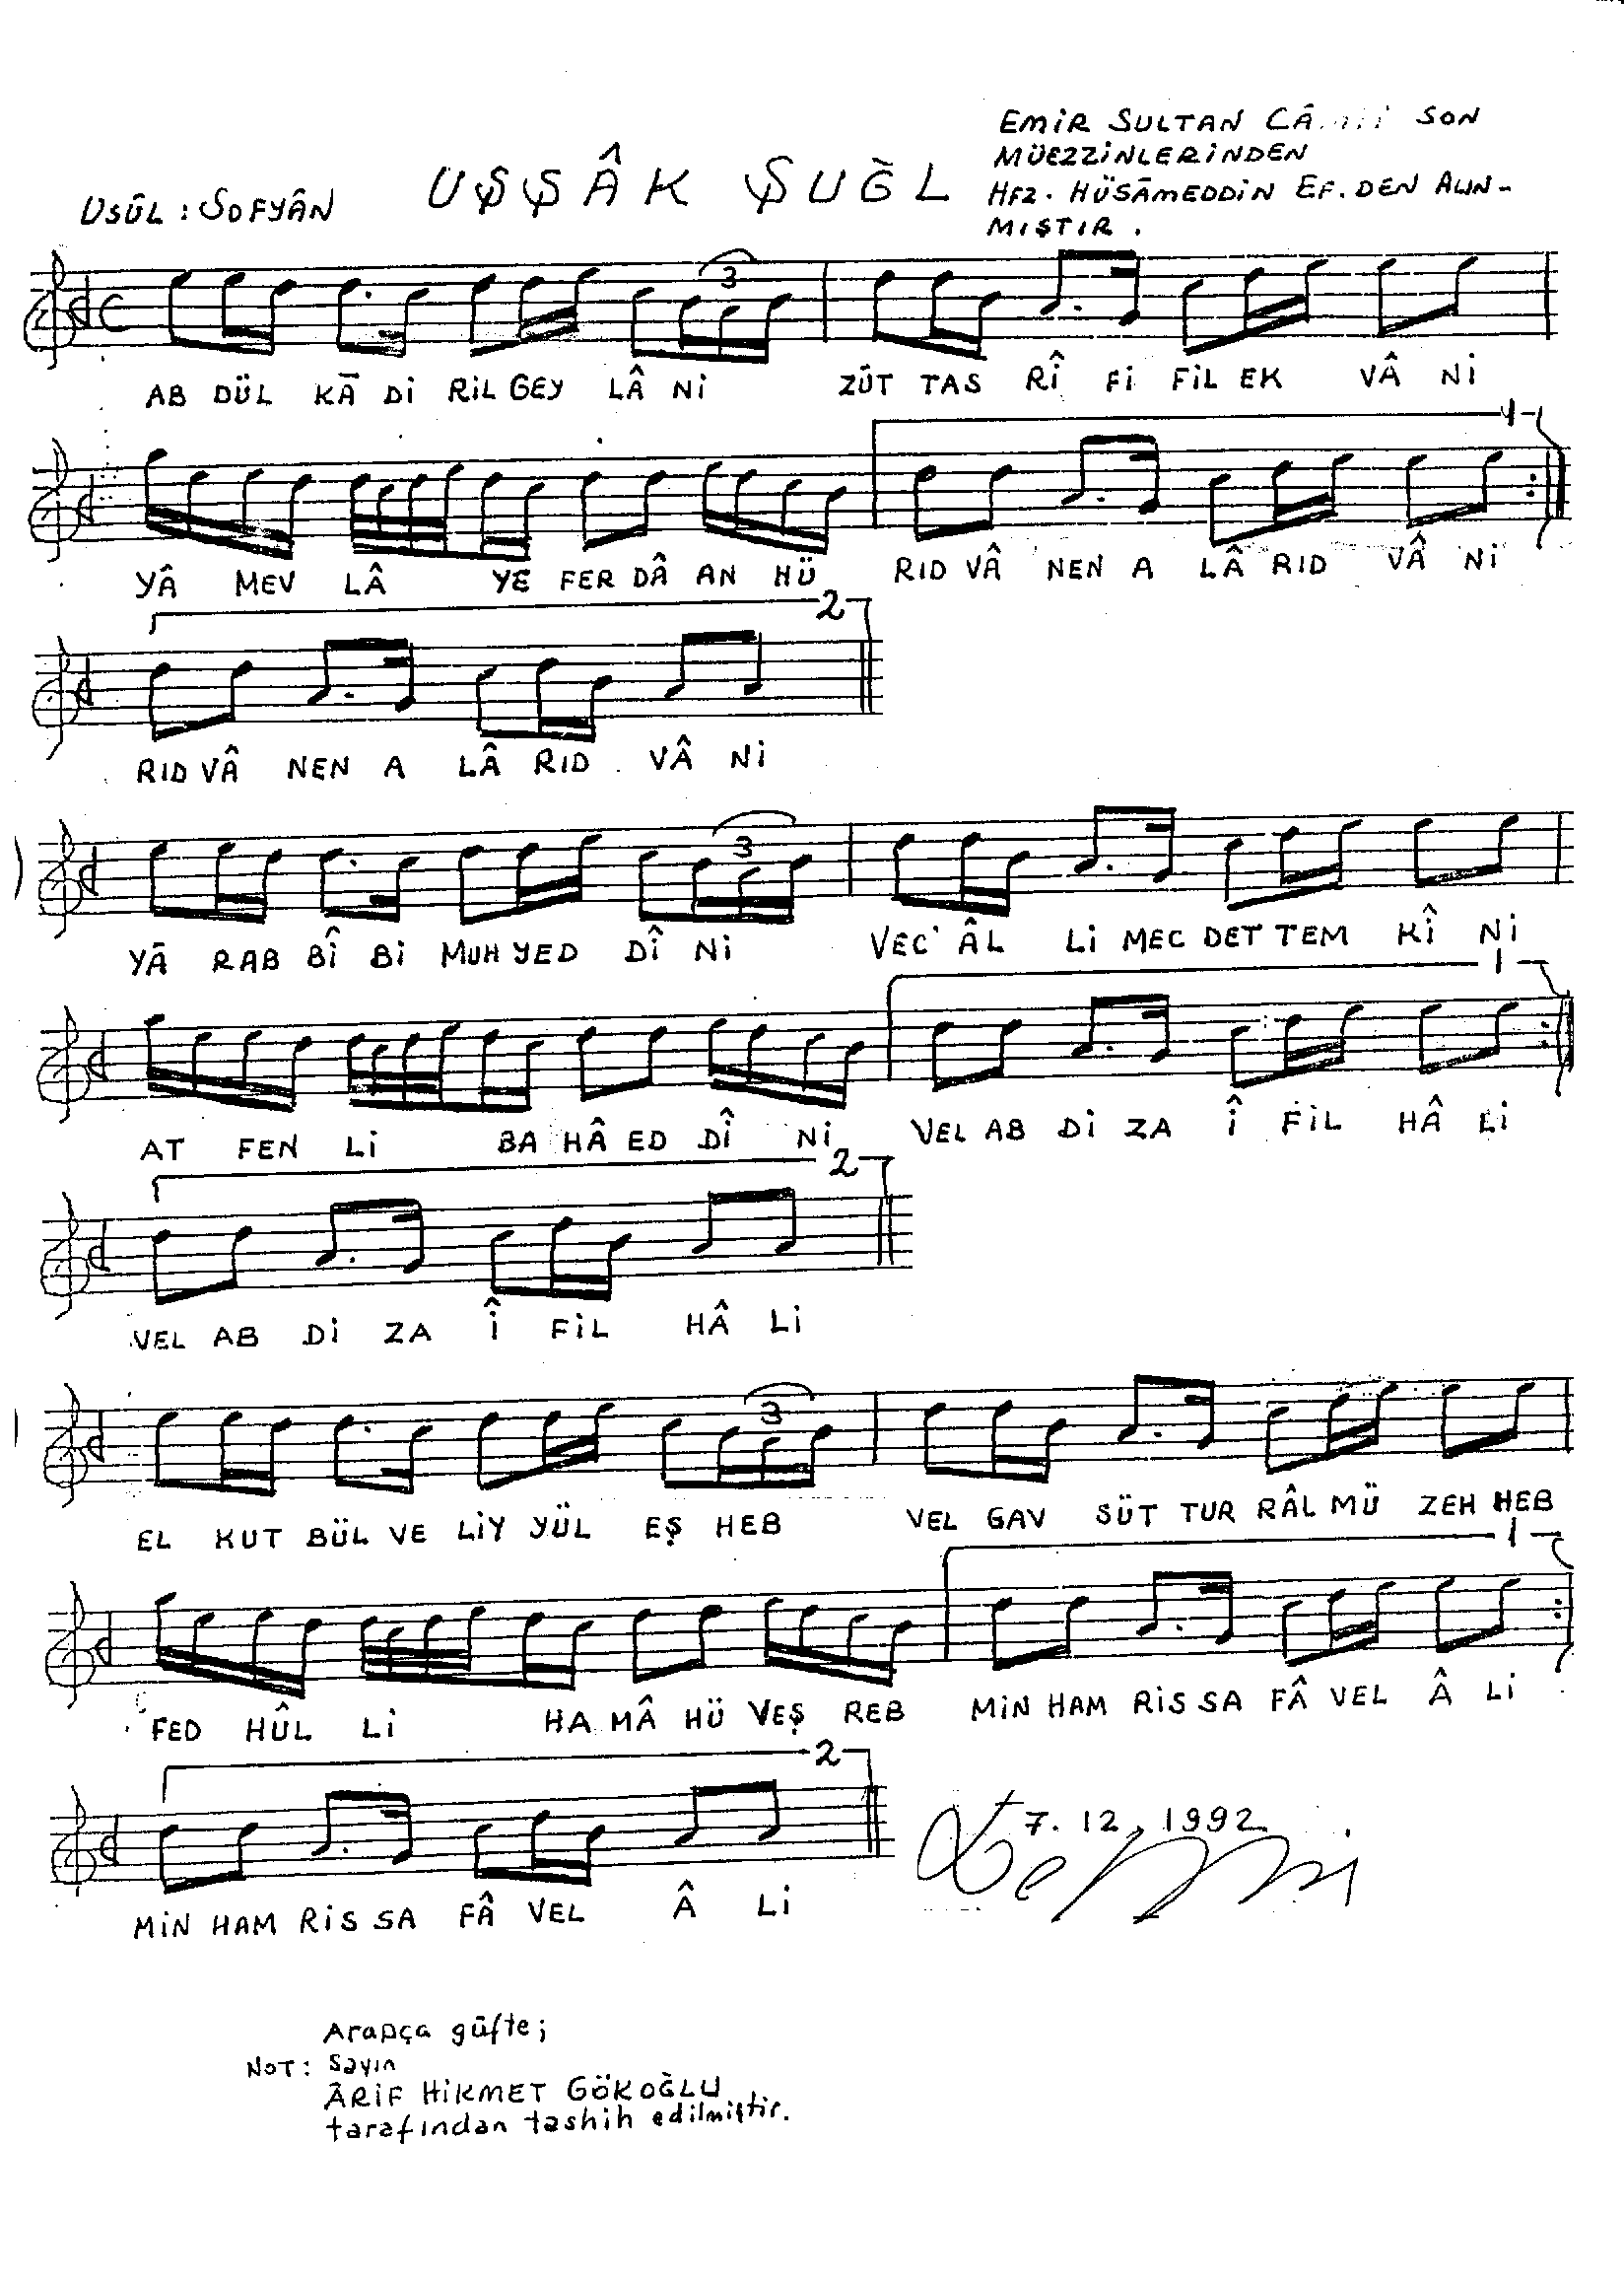 EMİR SULTAN SON
MÜEZZİNLERİNDEN
HFZ. HÜSÂMEDDİN EF. DEN ALIN-
MIŞTIR.
UŞŞÂK ŞUĞL
USÛL : SOFYÂN
3
AB DÜL KĀ Dİ RİL GEY LÂ Nİ ZÜT TAS RÎ Fİ FİL EK VÂ Nİ
1
YÂ MEV LÂ YE FER DÂ AN HÜ RID VÂ NEN A LÂ RID VÂ Nİ
2
RID VÂ NEN A LÂ RID VÂ Nİ
3
YĀ RAB BÎ Bİ MUH YED DÎ Nİ VEC' ÂL Lİ MEC DET TEM KÎ Nİ
1
AT FEN Lİ BA HÂ ED DÎ Nİ VEL AB Dİ ZA Î FİL HÂ Lİ
2
VEL AB Dİ ZA Î FİL HÂ Lİ
3
EL KUT BÜL VE LİY YÜL EŞ HEB VEL GAV SÜT TUR RÂL MÜ ZEH HEB
1
FED HÛL Lİ HA MÂ HÜ VEŞ REB MİN HAM RİS SA FÂ VEL Â Lİ
2
MİN HAM RİS SA FÂ VEL Â Lİ
7. 12. 1992
Arapça güfte;
NOT: Sayın
ÂRİF HİKMET GÖKOĞLU
tarafından tashih edilmiştir.